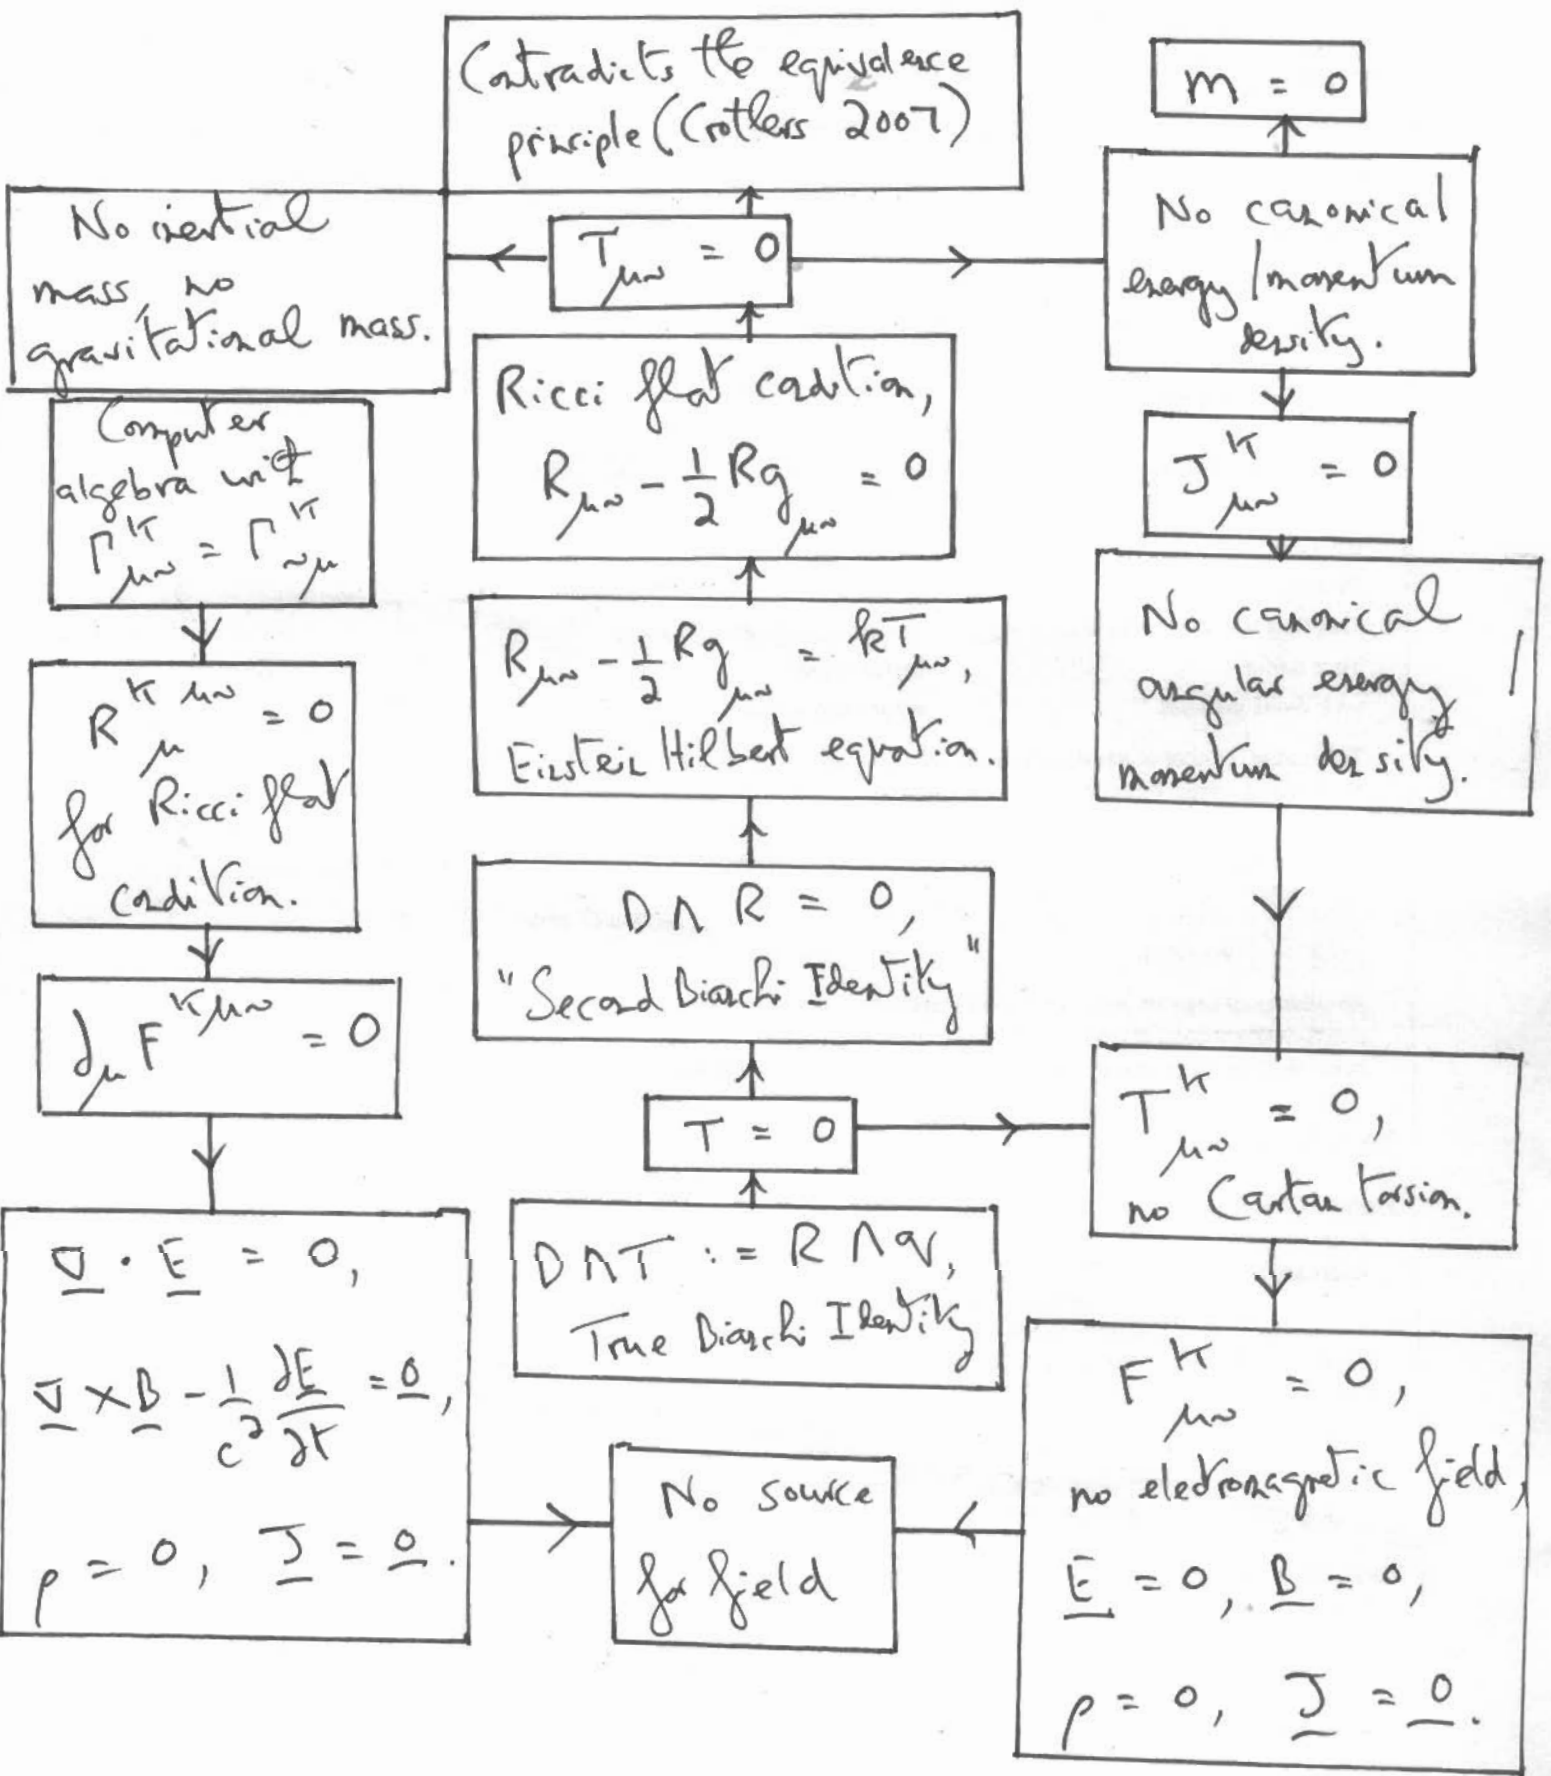 Contradicts the equivalence
principle (Crothers 2007)
m = 0
No inertial
mass, no
gravitational mass.
T_μν = 0
No canonical
energy / momentum
density.
Ricci flat condition,
R_μν - 1/2 R g_μν = 0
J^κ_μν = 0
Computer
algebra with
Γ^κ_μν = Γ^κ_νμ
R_μν - 1/2 R g_μν = k T_μν,
Einstein Hilbert equation.
No canonical
angular energy /
momentum density.
R^κ_μ^μν = 0
for Ricci flat
condition.
D ∧ R = 0,
"Second Bianchi Identity"
∂_μ F^κμν = 0
T = 0
T^κ_μν = 0,
no Cartan torsion.
∇ · E = 0,
∇ × B - 1/c² ∂E/∂t = 0,
ρ = 0, J = 0.
D ∧ T := R ∧ q,
True Bianchi Identity
No source
for field
F^κ_μν = 0,
no electromagnetic field,
E = 0, B = 0,
ρ = 0, J = 0.